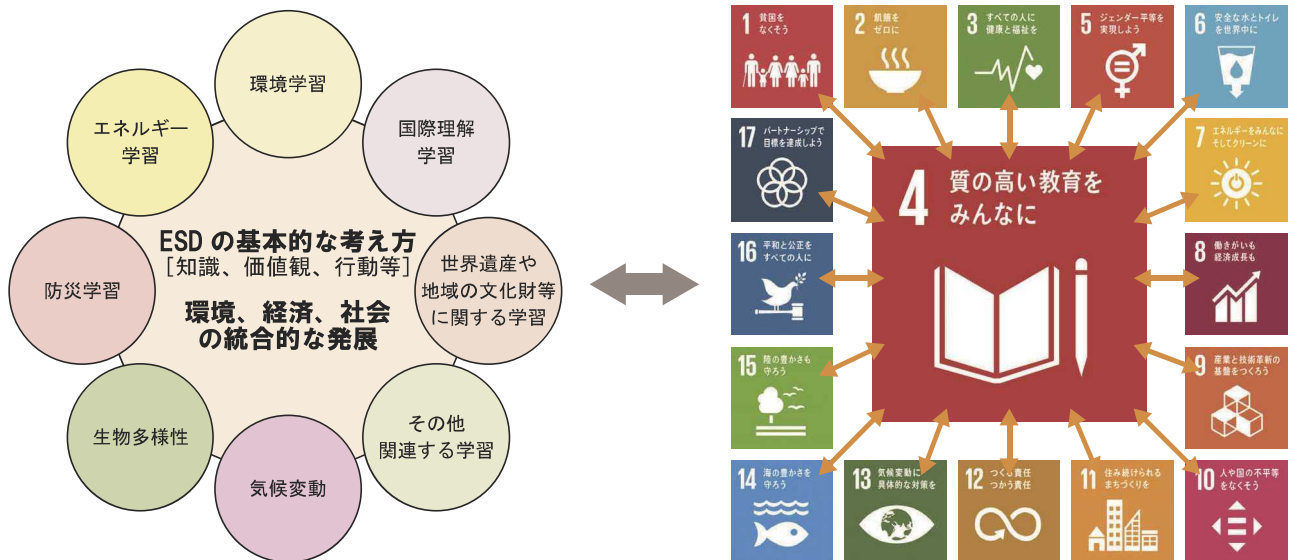 環境学習
エネルギー
学習
国際理解
学習
ESD の基本的な考え方
[知識、価値観、行動等]
環境、経済、社会
の統合的な発展
防災学習
世界遺産や
地域の文化財等
に関する学習
生物多様性
その他
関連する学習
気候変動
1 貧困を
なくそう
2 飢餓を
ゼロに
3 すべての人に
健康と福祉を
5 ジェンダー平等を
実現しよう
6 安全な水とトイレ
を世界中に
17 パートナーシップで
目標を達成しよう
4 質の高い教育を
みんなに
7 エネルギーをみんなに
そしてクリーンに
16 平和と公正を
すべての人に
8 働きがいも
経済成長も
15 陸の豊かさも
守ろう
9 産業と技術革新の
基盤をつくろう
14 海の豊かさを
守ろう
13 気候変動に
具体的な対策を
12 つくる責任
つかう責任
11 住み続けられる
まちづくりを
10 人や国の不平等
をなくそう